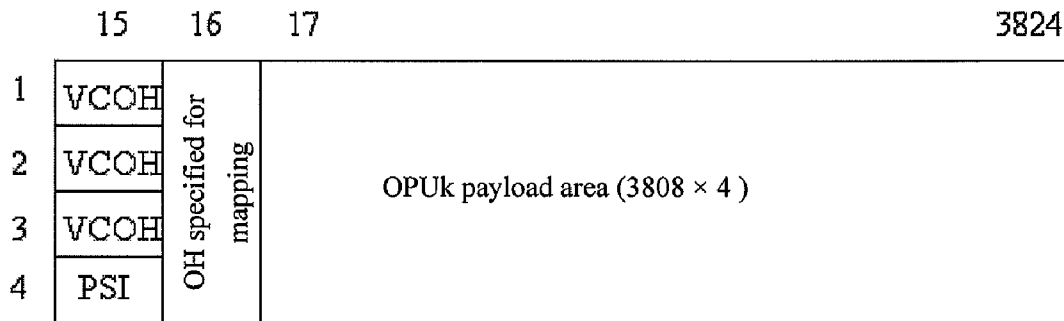 15 16 17 3824
1 VCOH
2 VCOH
3 VCOH
4 PSI
OH specified for
mapping
OPUk payload area (3808 × 4 )